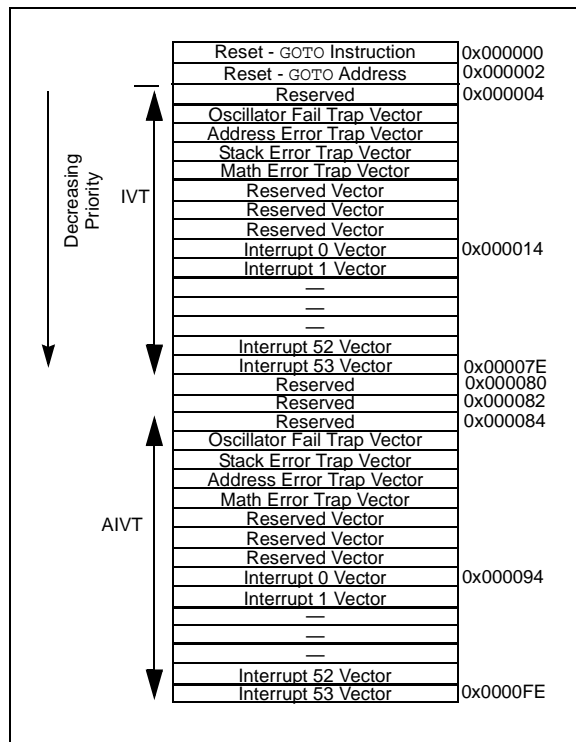 Reset - GOTO Instruction 0x000000
Reset - GOTO Address 0x000002
Reserved 0x000004
Oscillator Fail Trap Vector
Address Error Trap Vector
Stack Error Trap Vector
Math Error Trap Vector
Reserved Vector
Reserved Vector
Reserved Vector
Interrupt 0 Vector 0x000014
Interrupt 1 Vector
—
—
—
Interrupt 52 Vector
Interrupt 53 Vector 0x00007E
Reserved 0x000080
Reserved 0x000082
Reserved 0x000084
Oscillator Fail Trap Vector
Stack Error Trap Vector
Address Error Trap Vector
Math Error Trap Vector
Reserved Vector
Reserved Vector
Reserved Vector
Interrupt 0 Vector 0x000094
Interrupt 1 Vector
—
—
—
Interrupt 52 Vector
Interrupt 53 Vector 0x0000FE
Decreasing
Priority
IVT
AIVT